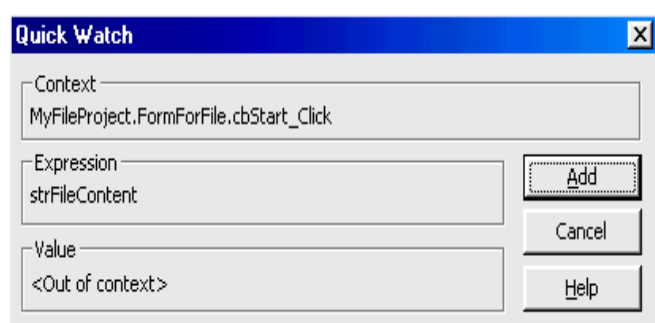 Quick Watch
Context
MyFileProject.FormForFile.cbStart_Click
Expression
strFileContent
Add
Cancel
Value
<Out of context>
Help